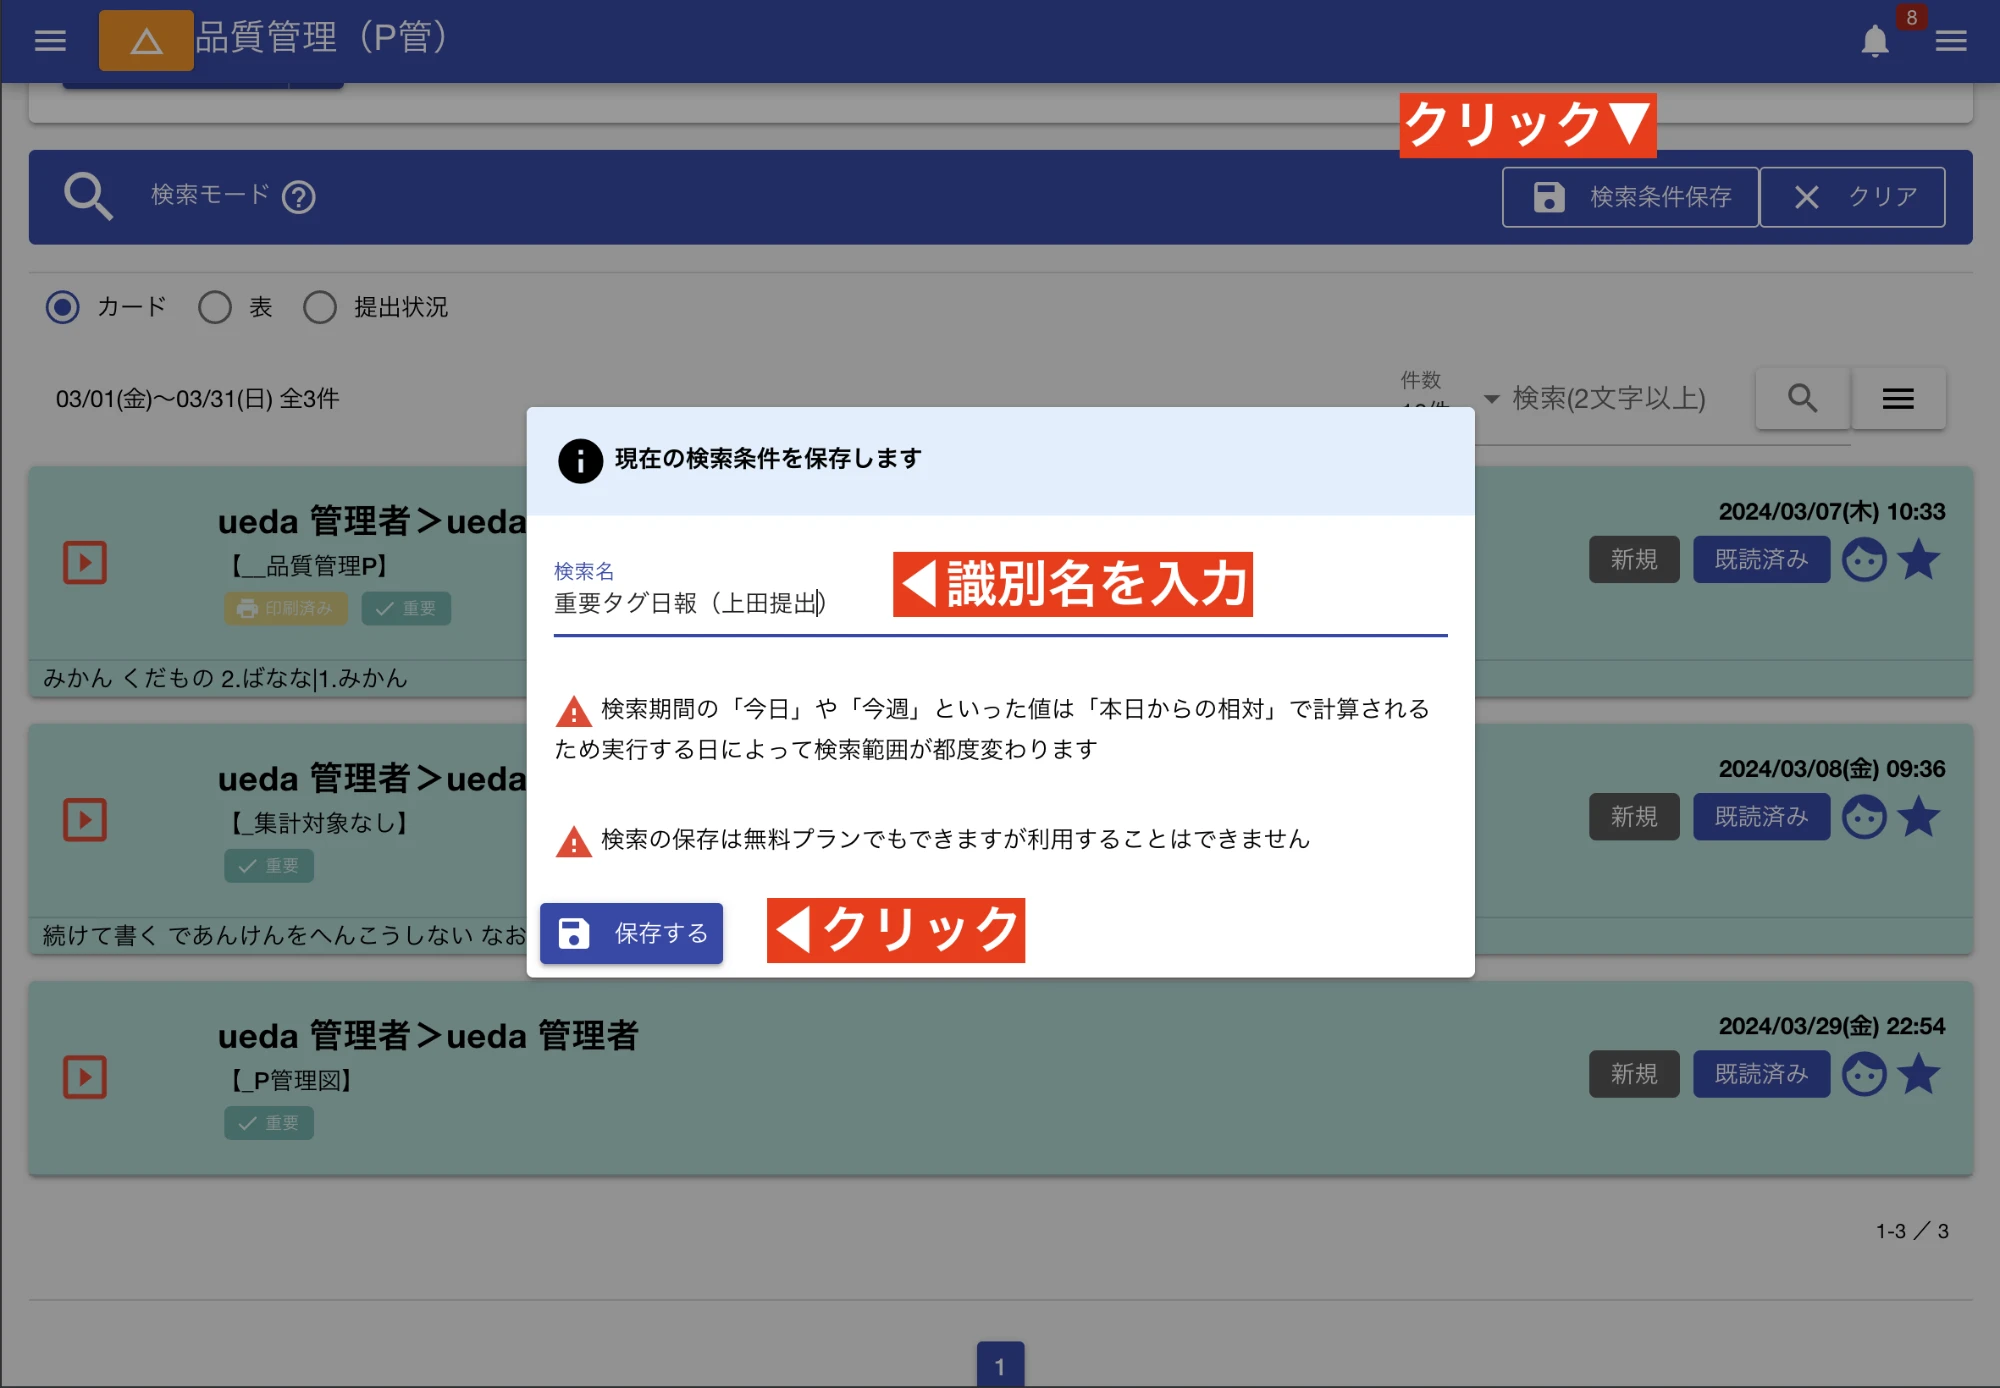 品質管理（P管）
8
クリック▼
検索モード
検索条件保存
クリア
カード
表
提出状況
03/01(金)〜03/31(日) 全3件
件数
検索(2文字以上)
現在の検索条件を保存します
検索名
重要タグ日報（上田提出）
◀識別名を入力
検索期間の「今日」や「今週」といった値は「本日からの相対」で計算される
ため実行する日によって検索範囲が都度変わります
検索の保存は無料プランでもできますが利用することはできません
保存する
◀クリック
ueda 管理者＞ueda
【__品質管理P】
印刷済み
重要
2024/03/07(木) 10:33
新規
既読済み
みかん くだもの 2.ばなな|1.みかん
ueda 管理者＞ueda
【_集計対象なし】
重要
2024/03/08(金) 09:36
新規
既読済み
続けて書く であんけんをへんこうしない なお
ueda 管理者＞ueda 管理者
【_P管理図】
重要
2024/03/29(金) 22:54
新規
既読済み
1-3 ／ 3
1